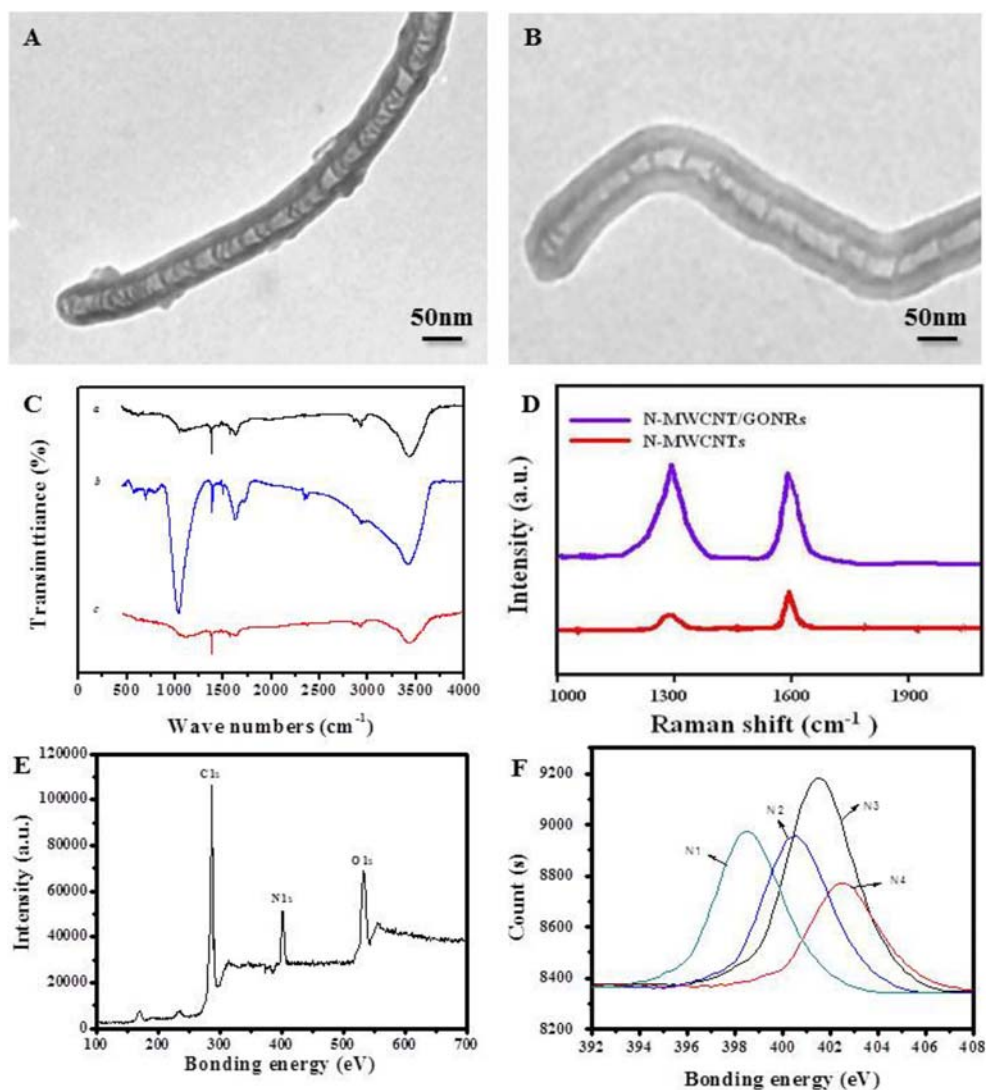 A
50nm
B
50nm
C
a
b
c
Transimttiance (%)
0 500 1000 1500 2000 2500 3000 3500 4000
Wave numbers (cm-1)
D
N-MWCNT/GONRs
N-MWCNTs
Intensity (a.u.)
1000 1300 1600 1900
Raman shift (cm-1 )
E
120000
100000
80000
60000
40000
20000
0
C1s
N1s
O1s
Intensity (a.u.)
100 200 300 400 500 600 700
Bonding energy (eV)
F
9200
9000
8800
8600
8400
8200
N1
N2
N3
N4
Count (s)
392 394 396 398 400 402 404 406 408
Bonding energy (eV)